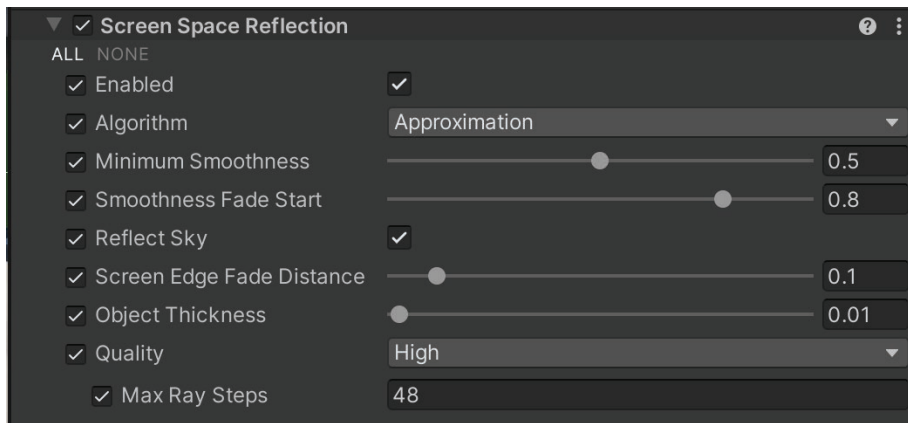 Screen Space Reflection
ALL NONE
Enabled
Algorithm Approximation
Minimum Smoothness 0.5
Smoothness Fade Start 0.8
Reflect Sky
Screen Edge Fade Distance 0.1
Object Thickness 0.01
Quality High
Max Ray Steps 48